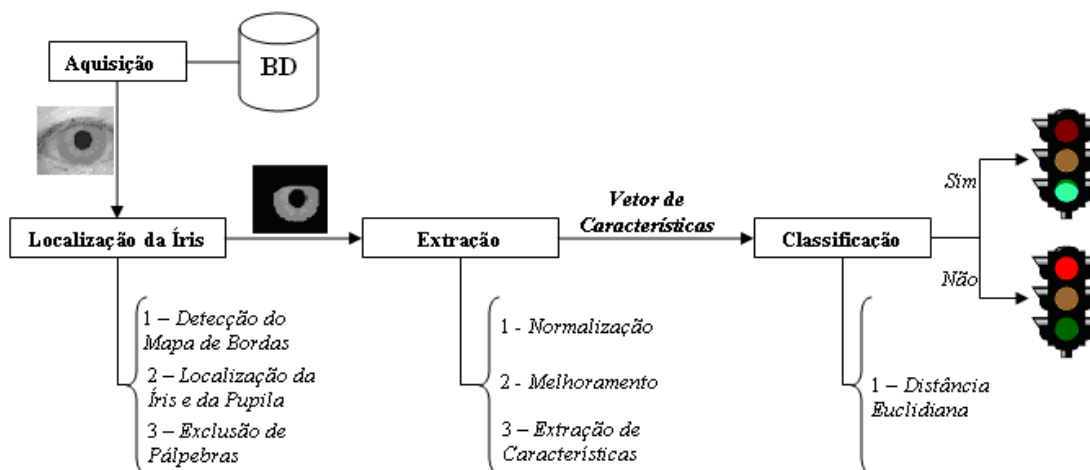 Aquisição
BD
Vetor de
Características
Sim
Localização da Íris
Extração
Classificação
Não
1 – Detecção do
Mapa de Bordas
2 – Localização da
Íris e da Pupila
3 – Exclusão de
Pálpebras
1 - Normalização
2 - Melhoramento
3 – Extração de
Características
1 – Distância
Euclidiana